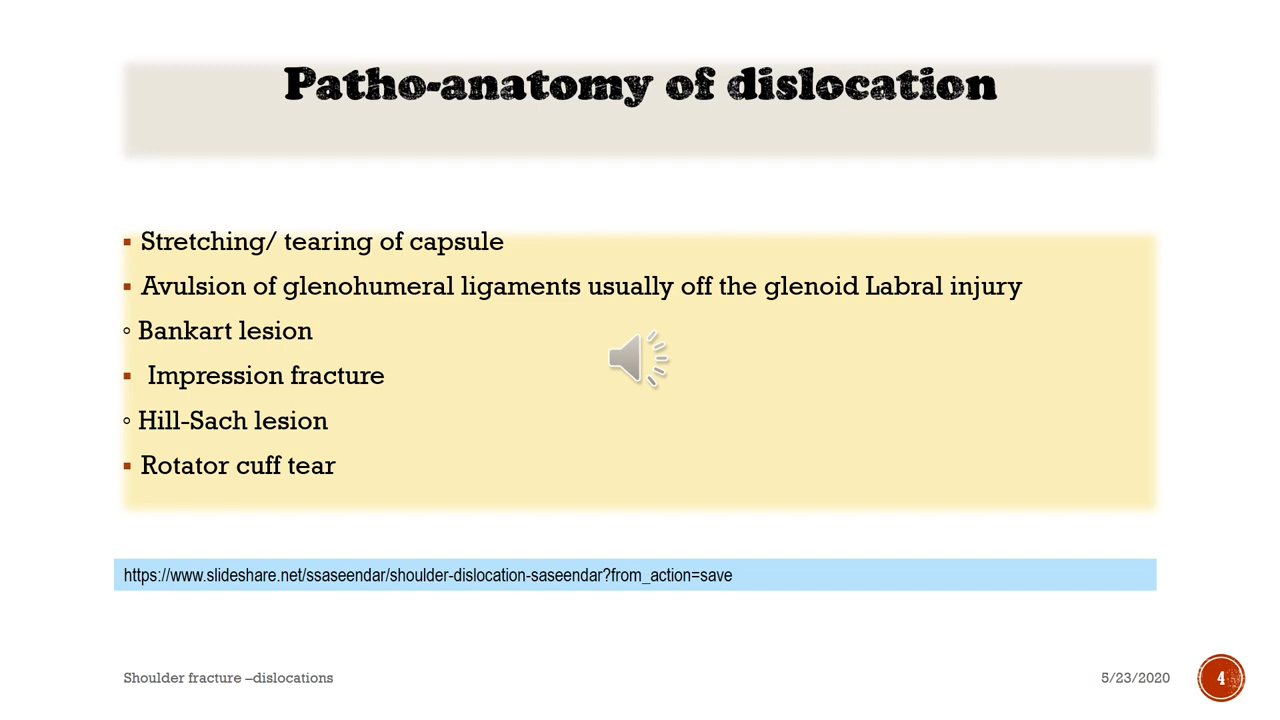 Patho-anatomy of dislocation
▪ Stretching/ tearing of capsule
▪ Avulsion of glenohumeral ligaments usually off the glenoid Labral injury
◦ Bankart lesion
▪ Impression fracture
◦ Hill-Sach lesion
▪ Rotator cuff tear
https://www.slideshare.net/ssaseendar/shoulder-dislocation-saseendar?from_action=save
Shoulder fracture –dislocations
5/23/2020
4